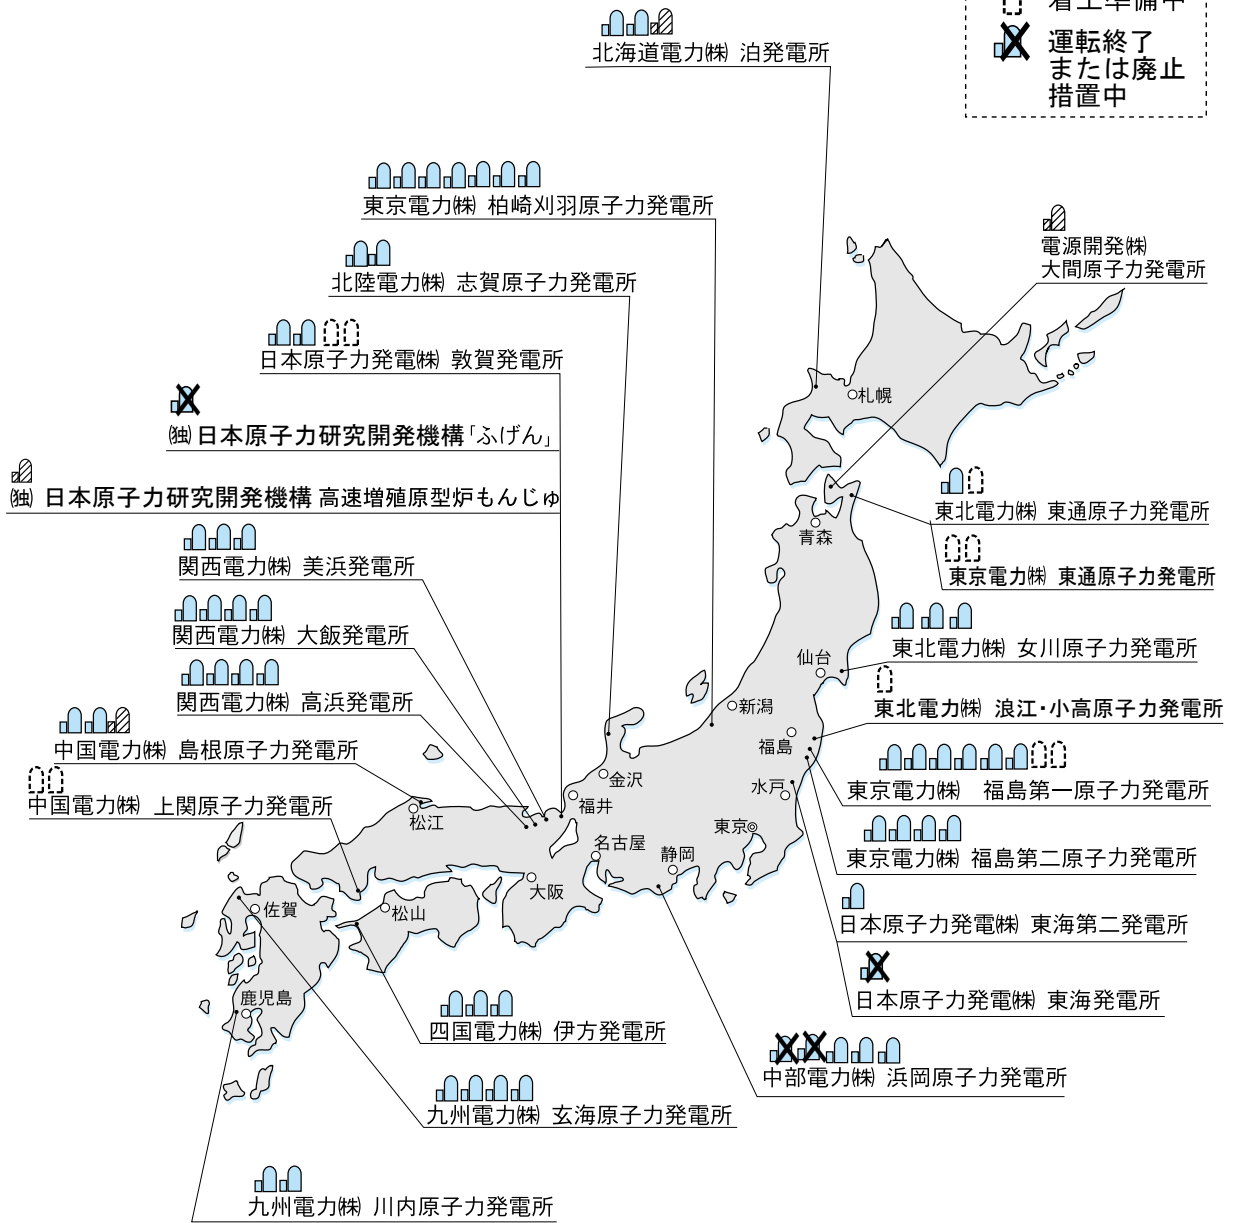 運転終了
または廃止
措置中
北海道電力㈱ 泊発電所
東京電力㈱ 柏崎刈羽原子力発電所
北陸電力㈱ 志賀原子力発電所
日本原子力発電㈱ 敦賀発電所
㈵日本原子力研究開発機構「ふげん」
㈵ 日本原子力研究開発機構 高速増殖原型炉もんじゅ
関西電力㈱ 美浜発電所
関西電力㈱ 大飯発電所
関西電力㈱ 高浜発電所
中国電力㈱ 島根原子力発電所
中国電力㈱ 上関原子力発電所
電源開発㈱
大間原子力発電所
東北電力㈱ 東通原子力発電所
東京電力㈱ 東通原子力発電所
東北電力㈱ 女川原子力発電所
東北電力㈱ 浪江・小高原子力発電所
東京電力㈱ 福島第一原子力発電所
東京電力㈱ 福島第二原子力発電所
日本原子力発電㈱ 東海第二発電所
日本原子力発電㈱ 東海発電所
中部電力㈱ 浜岡原子力発電所
四国電力㈱ 伊方発電所
九州電力㈱ 玄海原子力発電所
九州電力㈱ 川内原子力発電所
札幌
青森
仙台
新潟
福島
水戸
東京
金沢
福井
名古屋
静岡
大阪
松江
松山
佐賀
鹿児島